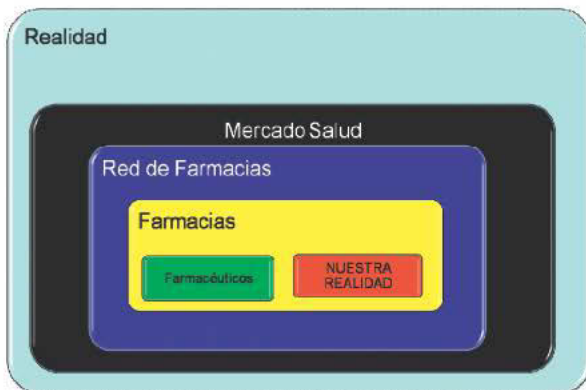 Realidad
Mercado Salud
Red de Farmacias
Farmacias
Farmacéuticos
NUESTRA
REALIDAD